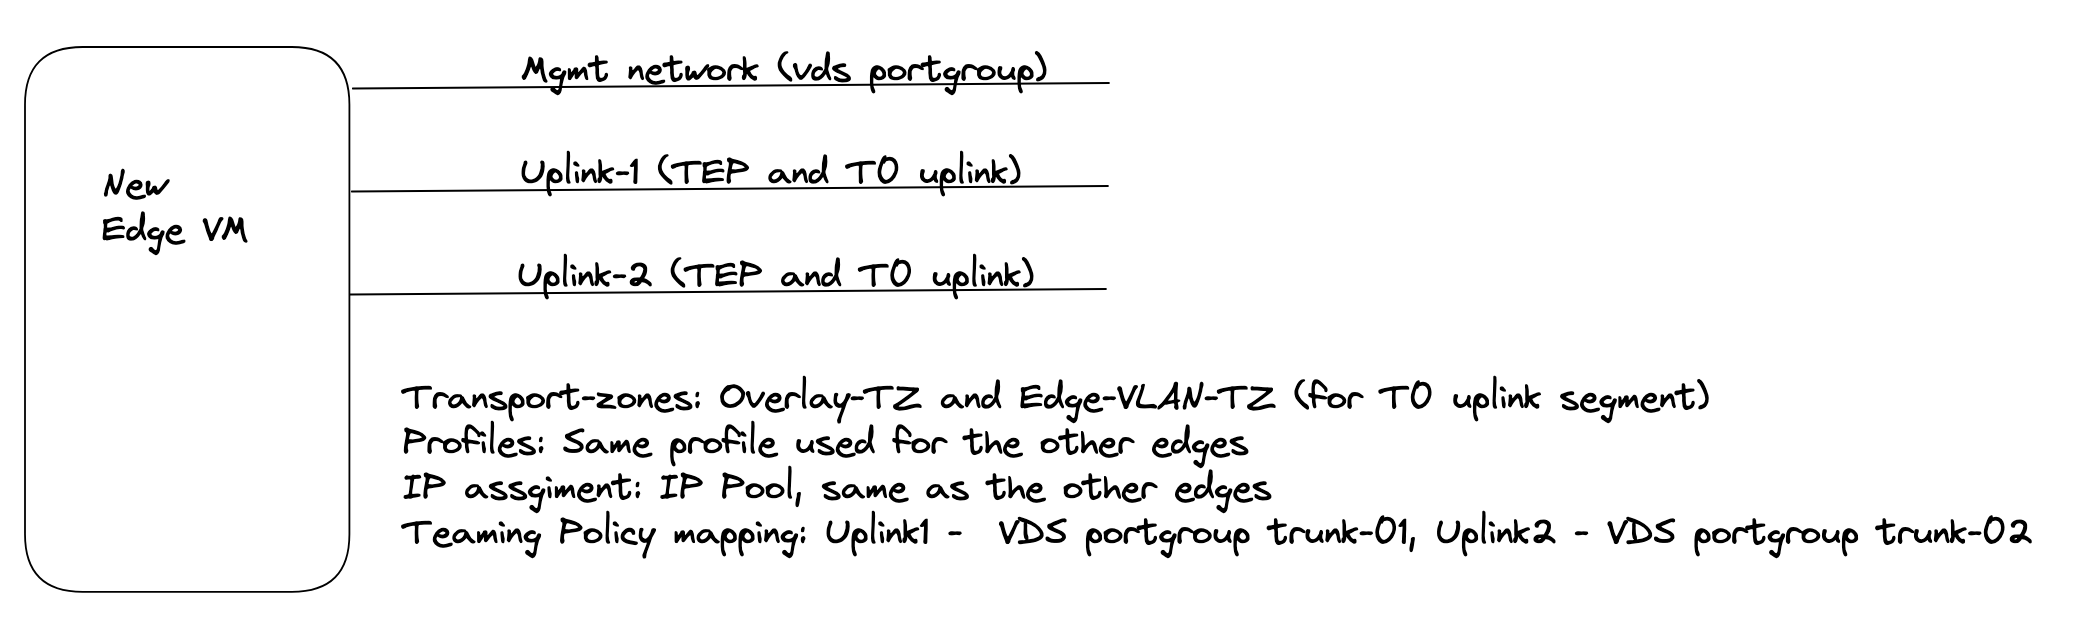 Mgmt network (vds portgroup)
Uplink-1 (TEP and T0 uplink)
New
Edge VM
Uplink-2 (TEP and T0 uplink)
Transport-zones: Overlay-TZ and Edge-VLAN-TZ (for T0 uplink segment)
Profiles: Same profile used for the other edges
IP assgiment: IP Pool, same as the other edges
Teaming Policy mapping: Uplink1 - VDS portgroup trunk-01, Uplink2 - VDS portgroup trunk-02